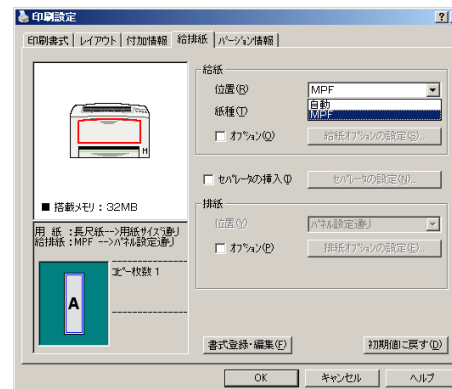 印刷設定
印刷書式 レイアウト 付加情報 給排紙 バージョン情報
H
■ 搭載メモリ：32MB
用 紙 ：長尺紙-->用紙サイズ通り
給排紙 ：MPF -->パネル設定通り
コピー枚数 1
A
給紙
位置(R) MPF
自動
MPF
紙種(T)
オプション(O) 給紙オプションの設定(G)...
セパレータの挿入(I) セパレータの設定(N)...
排紙
位置(Y) パネル設定通り
オプション(P) 排紙オプションの設定(E)...
書式登録・編集(F) 初期値に戻す(D)
OK キャンセル ヘルプ